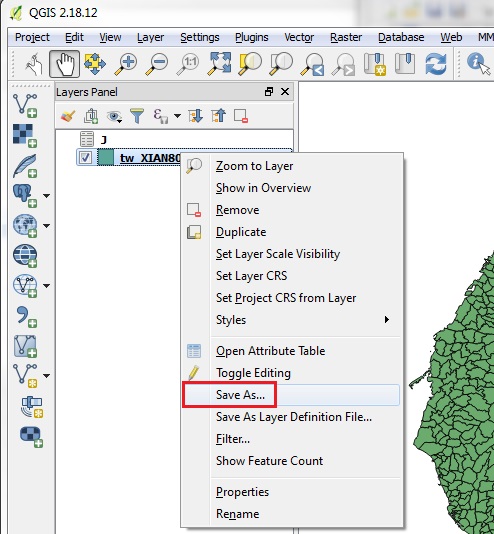 QGIS 2.18.12
Project Edit View Layer Settings Plugins Vector Raster Database Web MM
Layers Panel
J
tw_XIAN80
Zoom to Layer
Show in Overview
Remove
Duplicate
Set Layer Scale Visibility
Set Layer CRS
Set Project CRS from Layer
Styles
Open Attribute Table
Toggle Editing
Save As...
Save As Layer Definition File...
Filter...
Show Feature Count
Properties
Rename